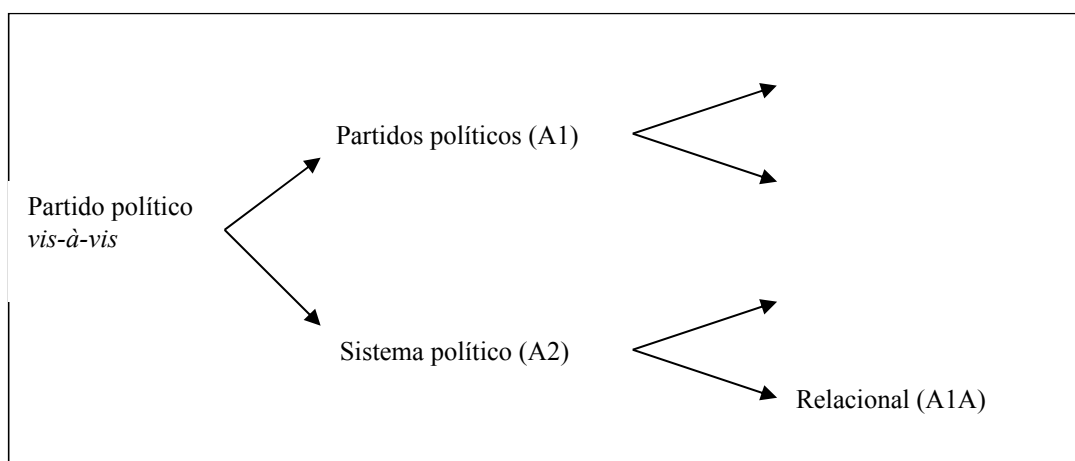 Partidos políticos (A1)
Partido político
vis-à-vis
Sistema político (A2)
Relacional (A1A)